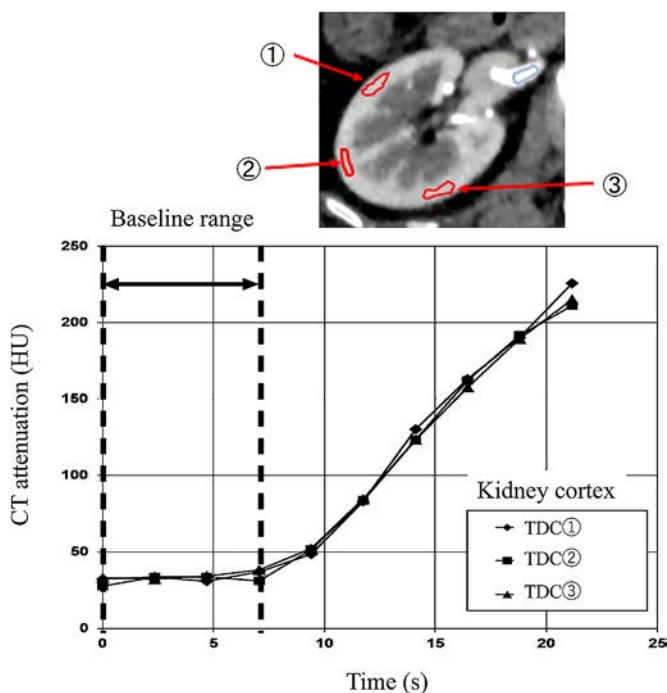 ①
②
③
Baseline range
250
200
150
100
50
0
CT attenuation (HU)
0
5
10
15
20
25
Time (s)
Kidney cortex
TDC①
TDC②
TDC③